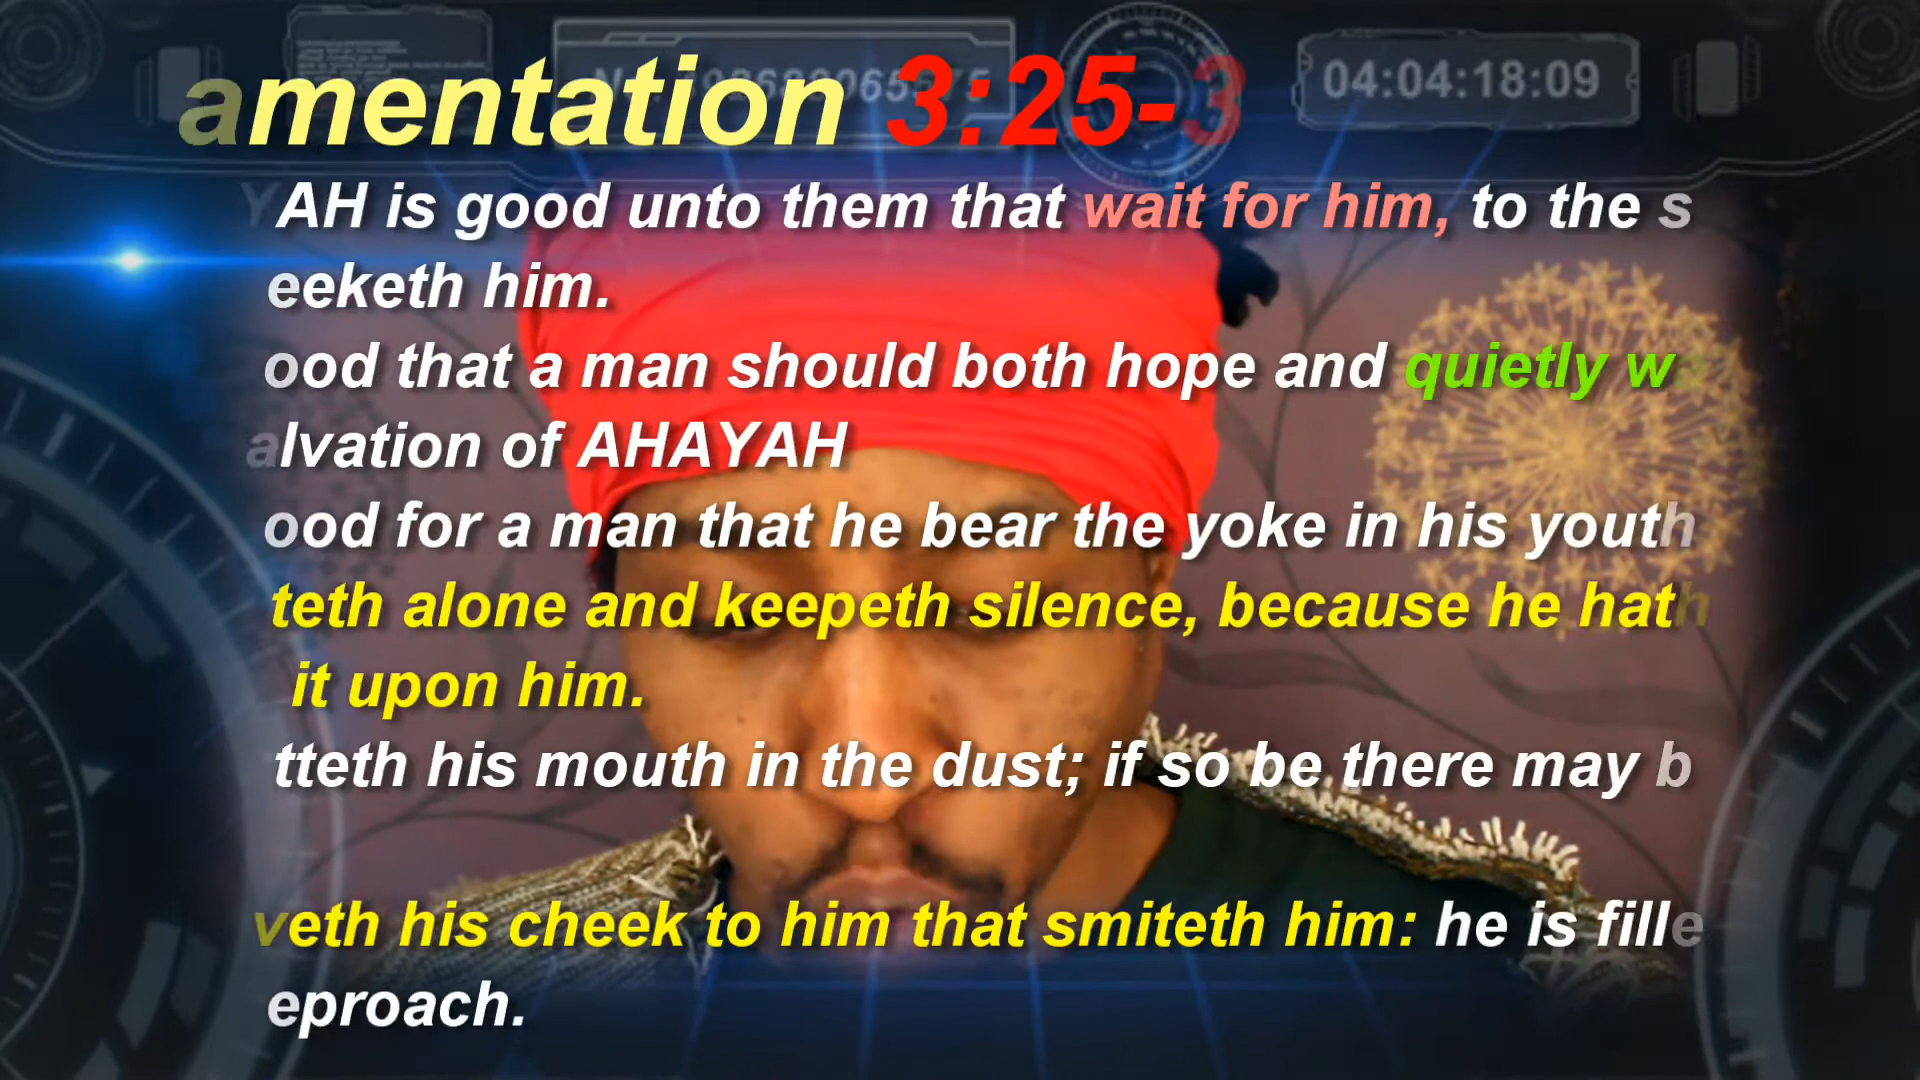 amentation 3:25-3
04:04:18:09
YAH is good unto them that wait for him, to the s
eeketh him.
ood that a man should both hope and quietly wa
alvation of AHAYAH
ood for a man that he bear the yoke in his youth
teth alone and keepeth silence, because he hath
it upon him.
tteth his mouth in the dust; if so be there may b
veth his cheek to him that smiteth him: he is fille
eproach.